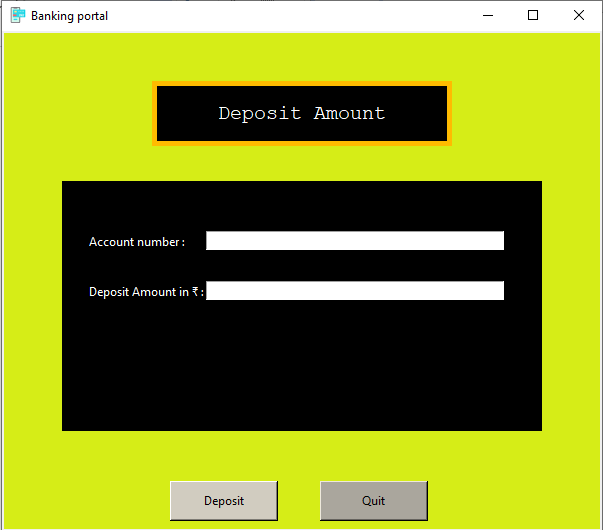 Banking portal
Deposit Amount
Account number :
Deposit Amount in ₹ :
Deposit
Quit